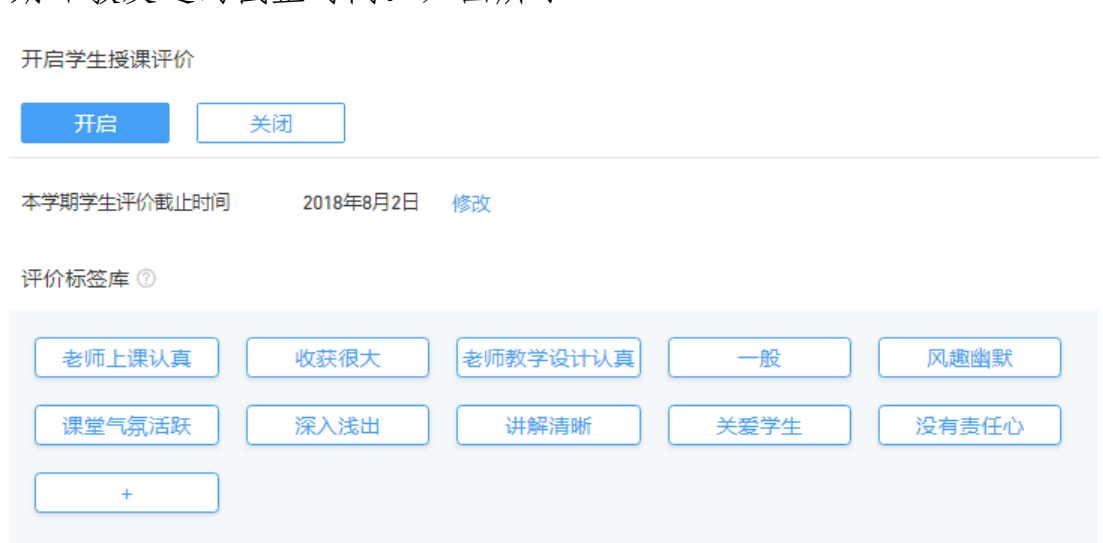 开启学生授课评价
开启 关闭
本学期学生评价截止时间 2018年8月2日 修改
评价标签库 ?
老师上课认真 收获很大 老师教学设计认真 一般 风趣幽默
课堂气氛活跃 深入浅出 讲解清晰 关爱学生 没有责任心
+